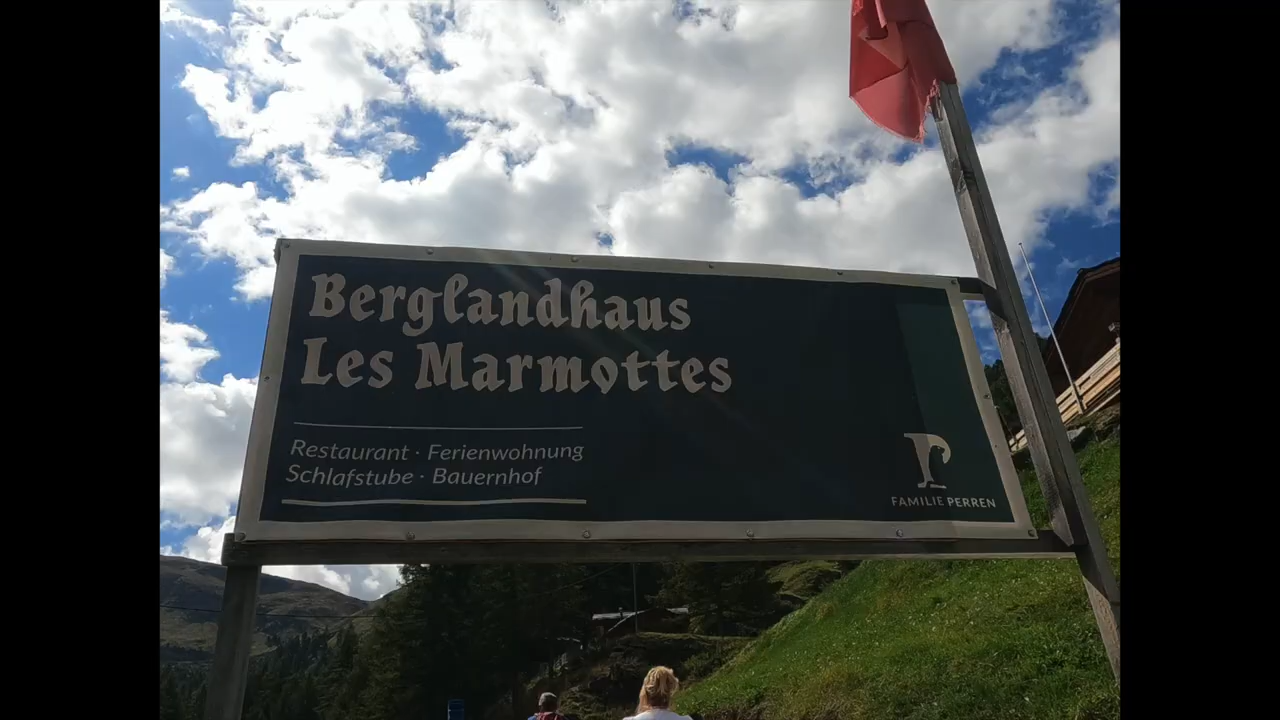 Berglandhaus
Les Marmottes
Restaurant · Ferienwohnung
Schlafstube · Bauernhof
FAMILIE PERREN